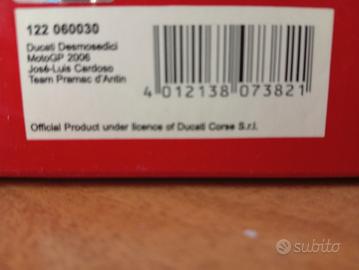 122 060030
Ducati Desmosedici
MotoGP 2006
José-Luis Cardoso
Team Pramac d'Antin
4 012138 073821
Official Product under licence of Ducati Corse S.r.l.
subito